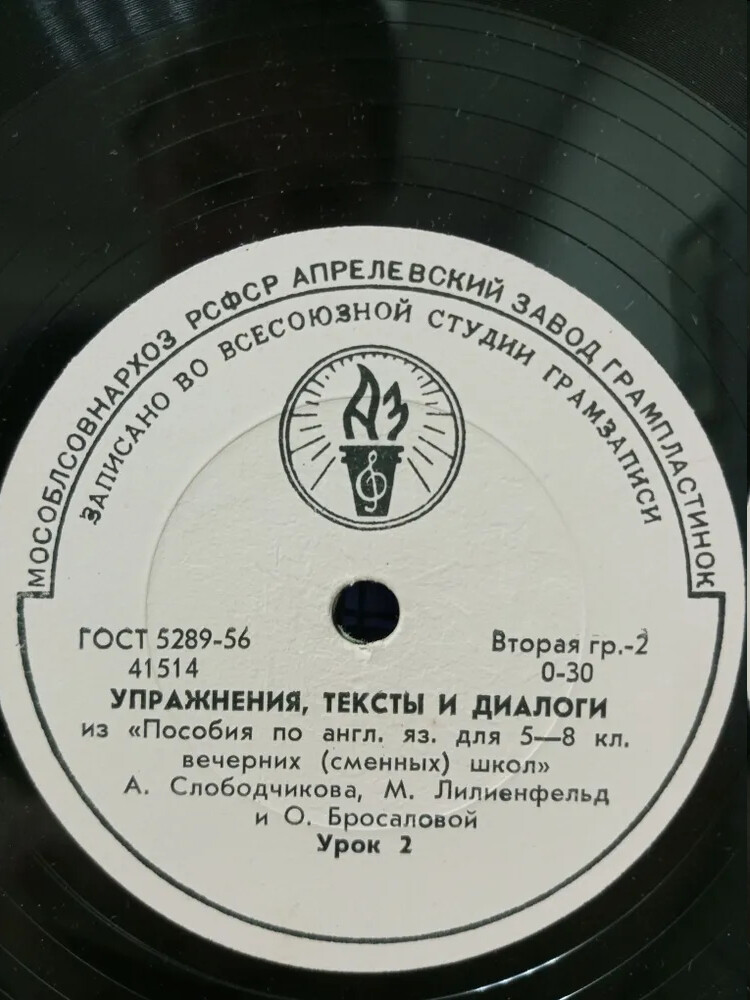 МОСОБЛСОВНАРХОЗ РСФСР АПРЕЛЕВСКИЙ ЗАВОД ГРАМПЛАСТИНОК
ЗАПИСАНО ВО ВСЕСОЮЗНОЙ СТУДИИ ГРАМЗАПИСИ
АЗ
ГОСТ 5289-56
41514
Вторая гр.-2
0-30
УПРАЖНЕНИЯ, ТЕКСТЫ И ДИАЛОГИ
из «Пособия по англ. яз. для 5—8 кл.
вечерних (сменных) школ»
А. Слободчикова, М. Лилиенфельд
и О. Бросаловой
Урок 2